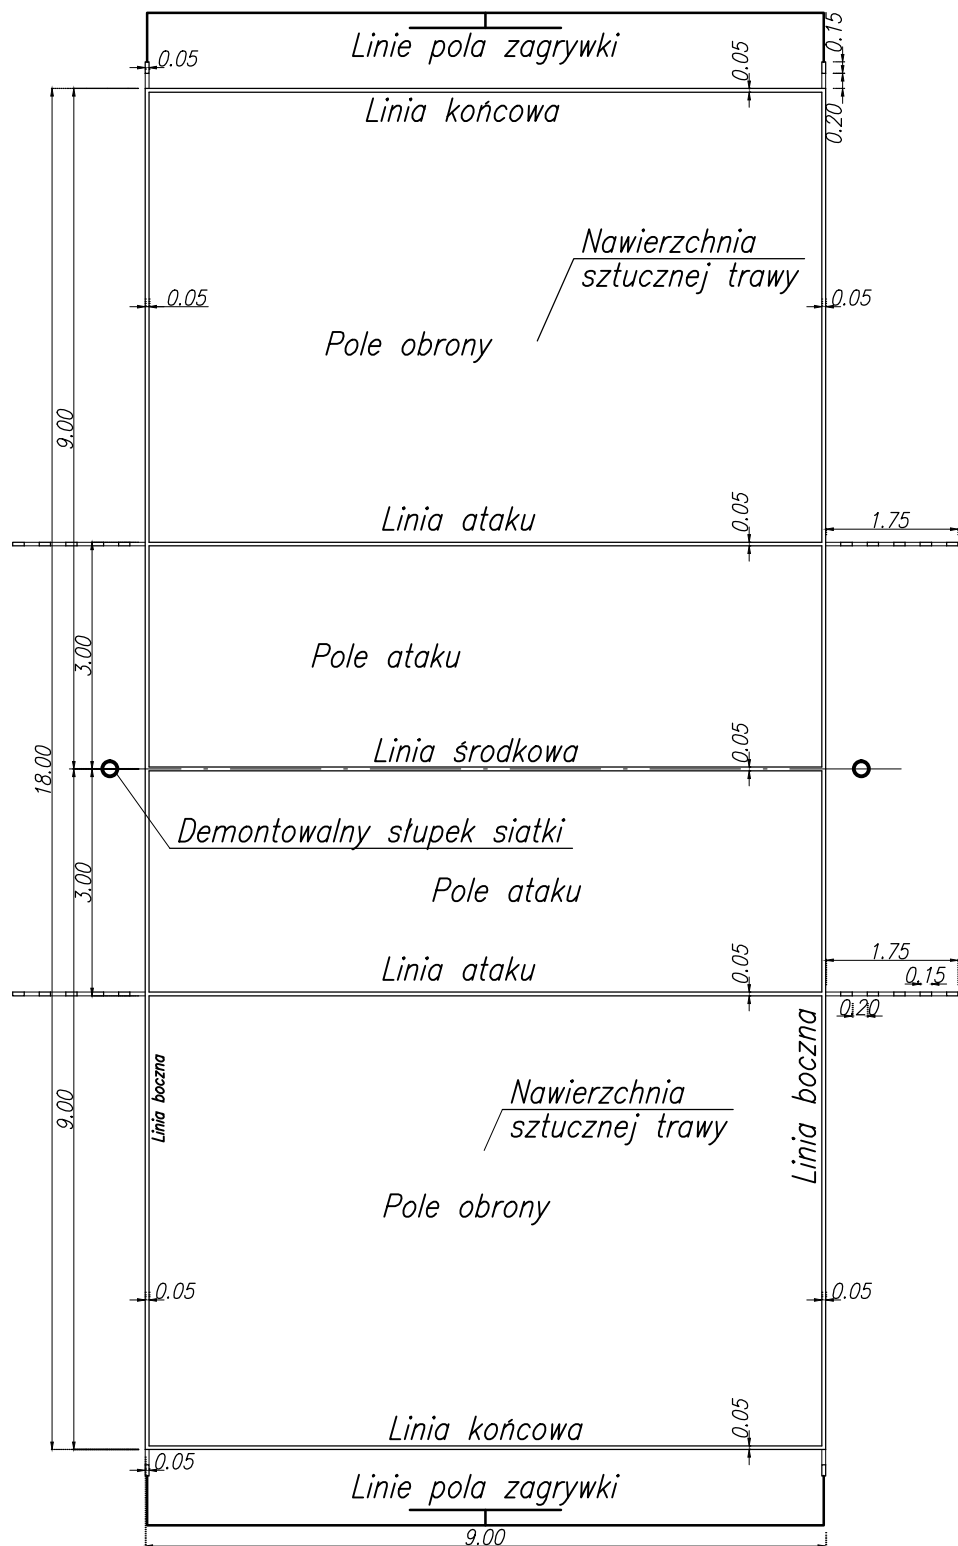 Linie pola zagrywki
0.15
0.05
0.05
Linia końcowa
0.20
Nawierzchnia
sztucznej trawy
0.05
0.05
Pole obrony
9.00
Linia ataku
0.05
1.75
3.00
Pole ataku
Linia środkowa
0.05
18.00
Demontowalny słupek siatki
3.00
Pole ataku
0.05
1.75
Linia ataku
0.15
0.20
Linia boczna
Linia boczna
9.00
Nawierzchnia
sztucznej trawy
Pole obrony
0.05
0.05
Linia końcowa
0.05
0.05
Linie pola zagrywki
9.00